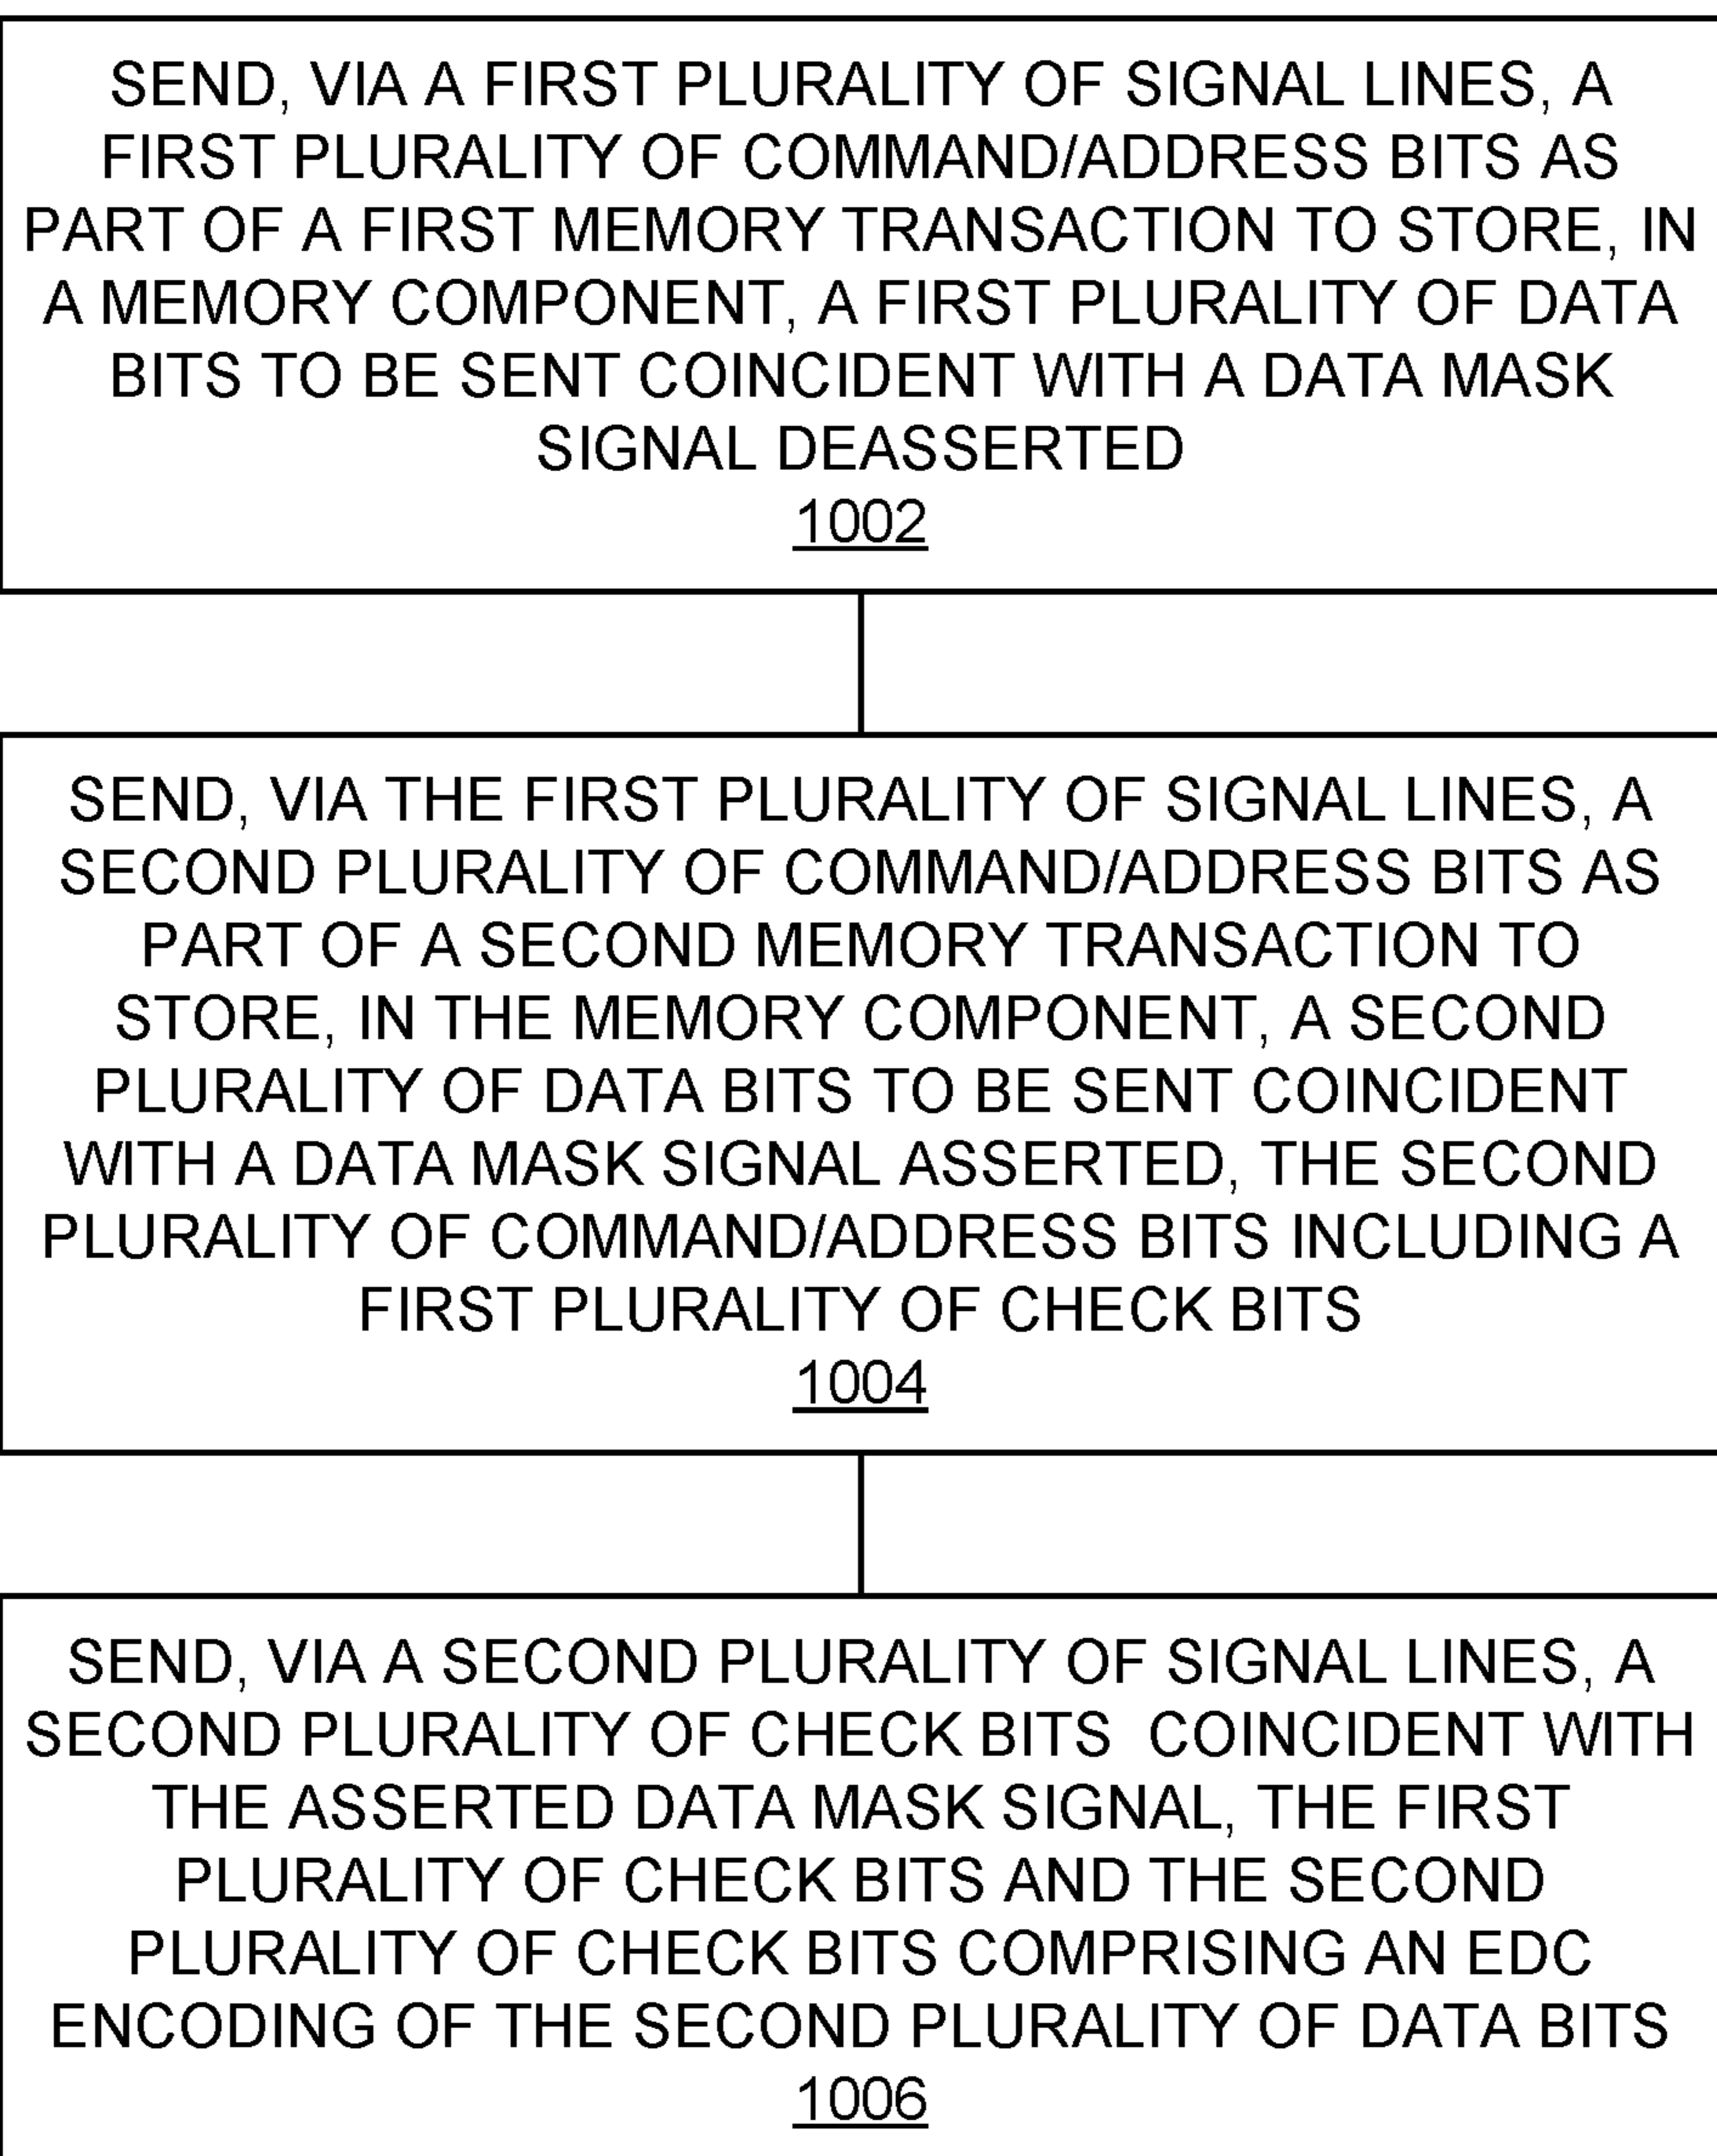 SEND, VIA A FIRST PLURALITY OF SIGNAL LINES, A
FIRST PLURALITY OF COMMAND/ADDRESS BITS AS
PART OF A FIRST MEMORY TRANSACTION TO STORE, IN
A MEMORY COMPONENT, A FIRST PLURALITY OF DATA
BITS TO BE SENT COINCIDENT WITH A DATA MASK
SIGNAL DEASSERTED
1002
SEND, VIA THE FIRST PLURALITY OF SIGNAL LINES, A
SECOND PLURALITY OF COMMAND/ADDRESS BITS AS
PART OF A SECOND MEMORY TRANSACTION TO
STORE, IN THE MEMORY COMPONENT, A SECOND
PLURALITY OF DATA BITS TO BE SENT COINCIDENT
WITH A DATA MASK SIGNAL ASSERTED, THE SECOND
PLURALITY OF COMMAND/ADDRESS BITS INCLUDING A
FIRST PLURALITY OF CHECK BITS
1004
SEND, VIA A SECOND PLURALITY OF SIGNAL LINES, A
SECOND PLURALITY OF CHECK BITS COINCIDENT WITH
THE ASSERTED DATA MASK SIGNAL, THE FIRST
PLURALITY OF CHECK BITS AND THE SECOND
PLURALITY OF CHECK BITS COMPRISING AN EDC
ENCODING OF THE SECOND PLURALITY OF DATA BITS
1006